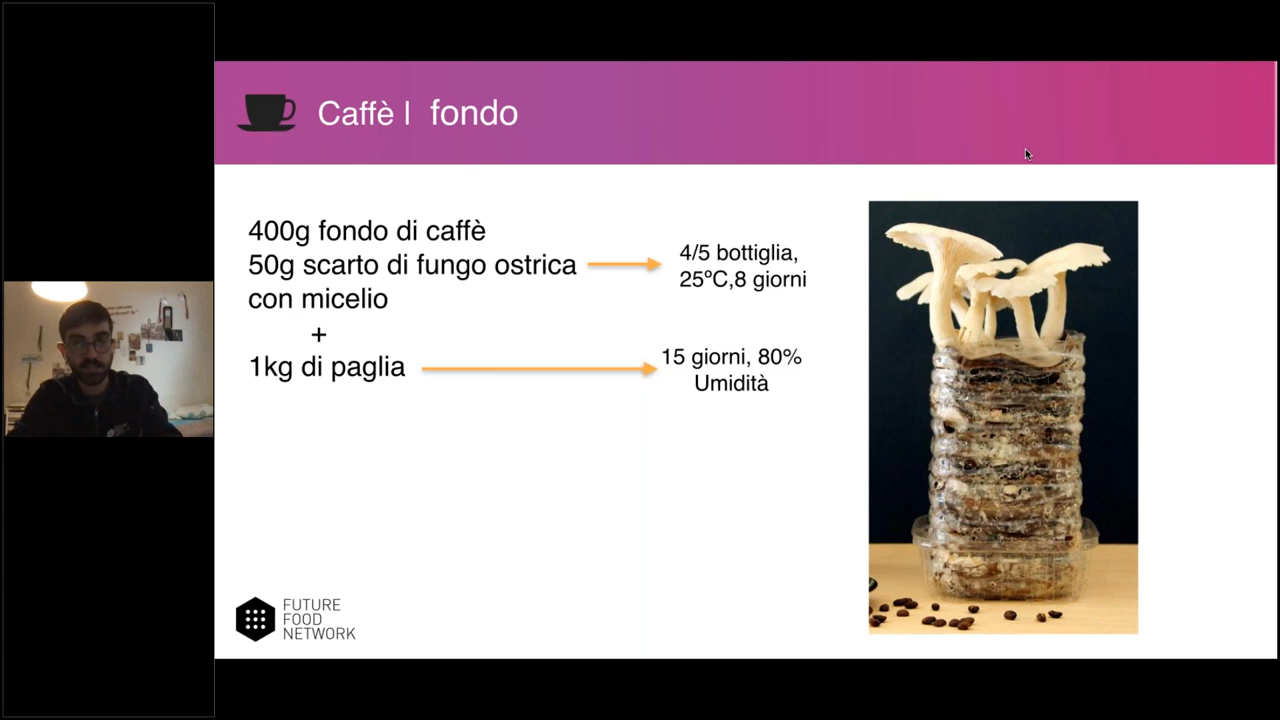 Caffè | fondo
400g fondo di caffè
50g scarto di fungo ostrica
con micelio
+
1kg di paglia
4/5 bottiglia,
25ºC,8 giorni
15 giorni, 80%
Umidità
FUTURE
FOOD
NETWORK